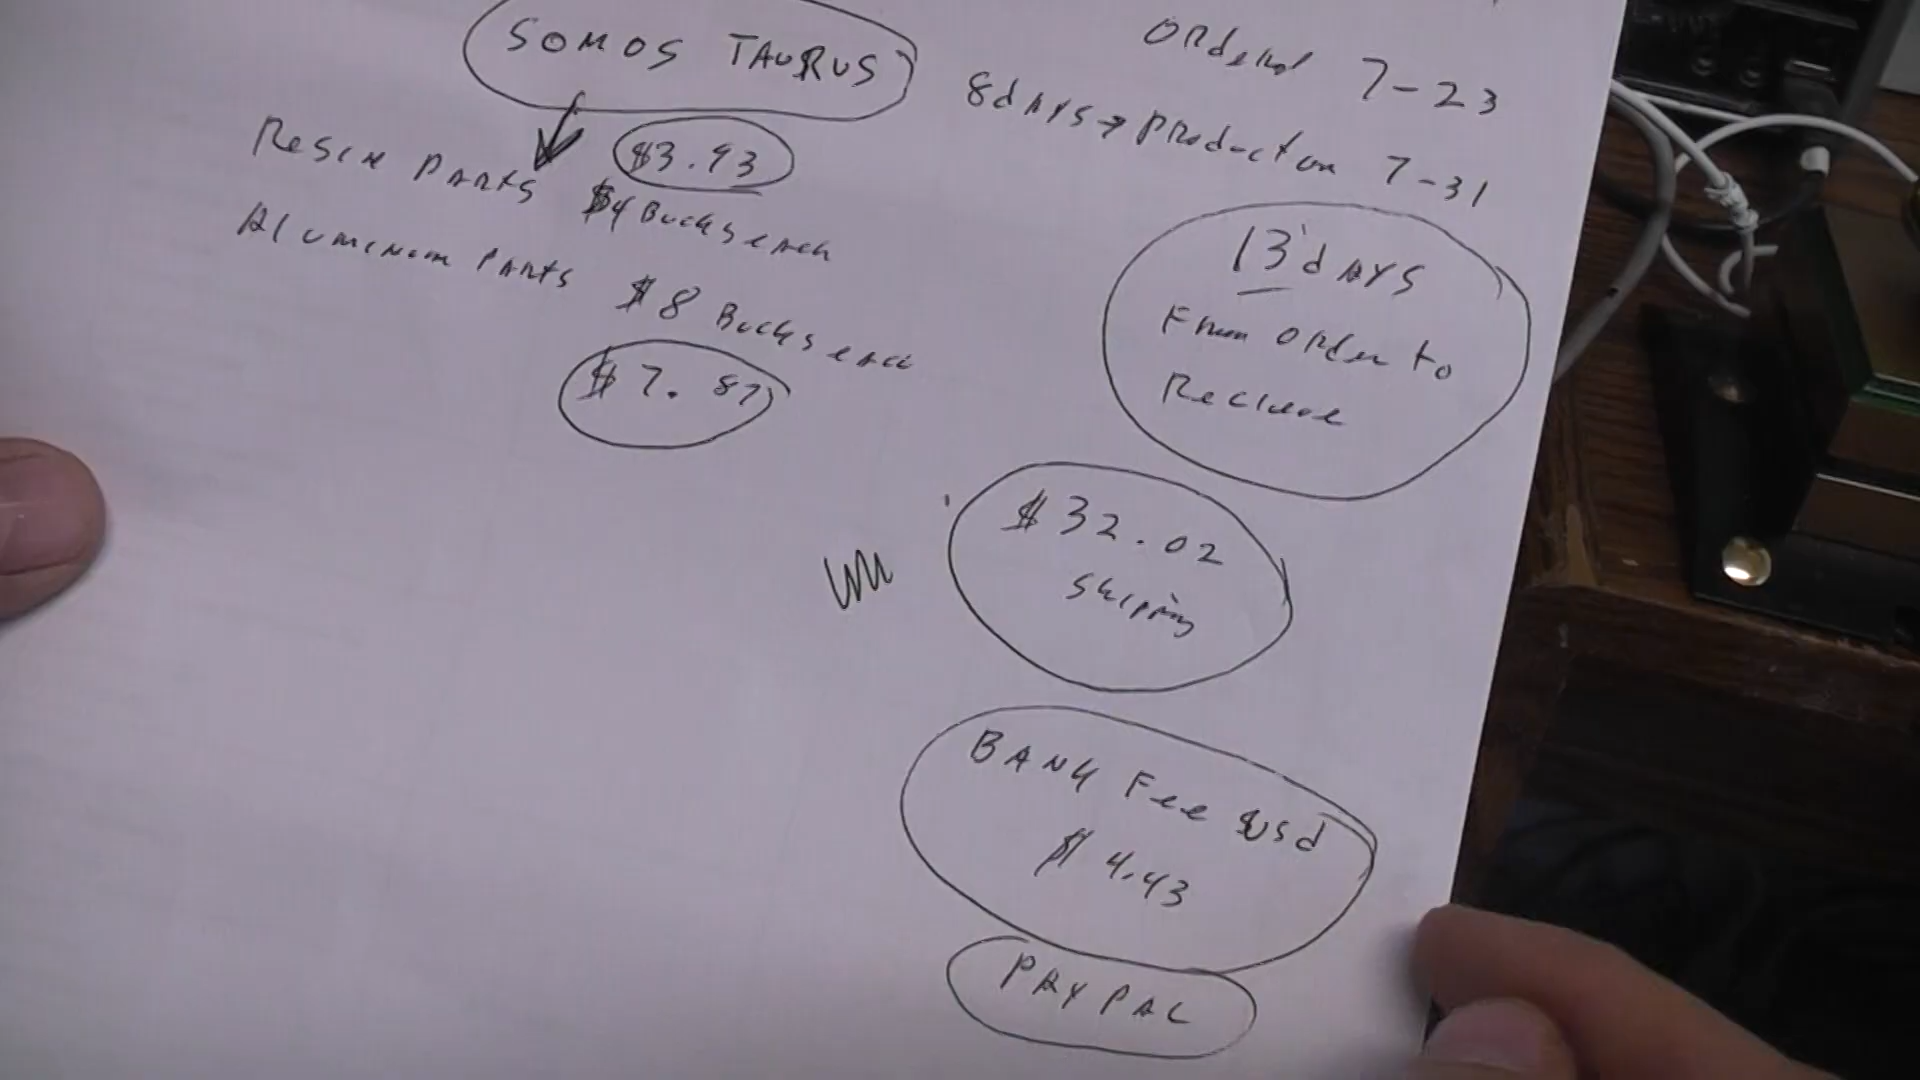 SOMOS TAURUS
Resin PARTS $3.93
$4 Bucks each
Aluminum PARTS
$8 Bucks each
$7.87
ORdered 7-23
8 dAYS → PRoduction 7-31
13 dAYS
From ORder to
Recieve
$32.02
Shipping
BANK Fee usd
$4.43
PAYPAL